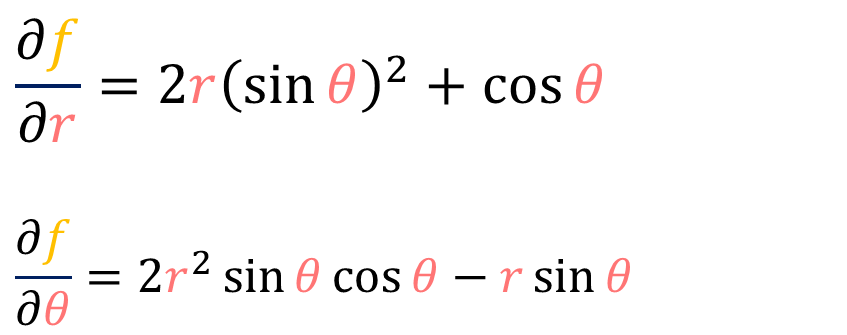 ∂f/∂r = 2r(sin θ)² + cos θ
∂f/∂θ = 2r² sin θ cos θ − r sin θ